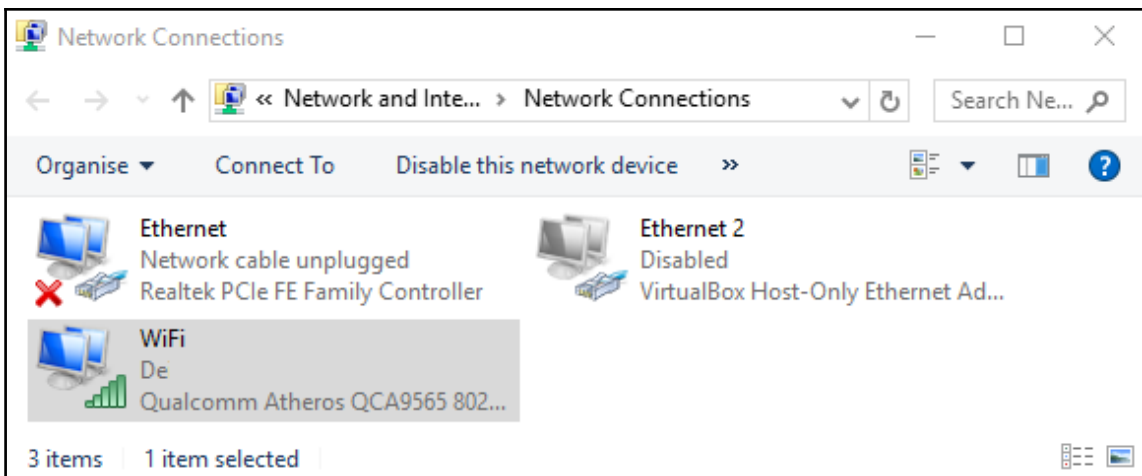 Network Connections
« Network and Inte... > Network Connections
Search Ne...
Organise
Connect To
Disable this network device
»
?
Ethernet
Network cable unplugged
Realtek PCIe FE Family Controller
Ethernet 2
Disabled
VirtualBox Host-Only Ethernet Ad...
WiFi
De
Qualcomm Atheros QCA9565 802...
3 items
1 item selected